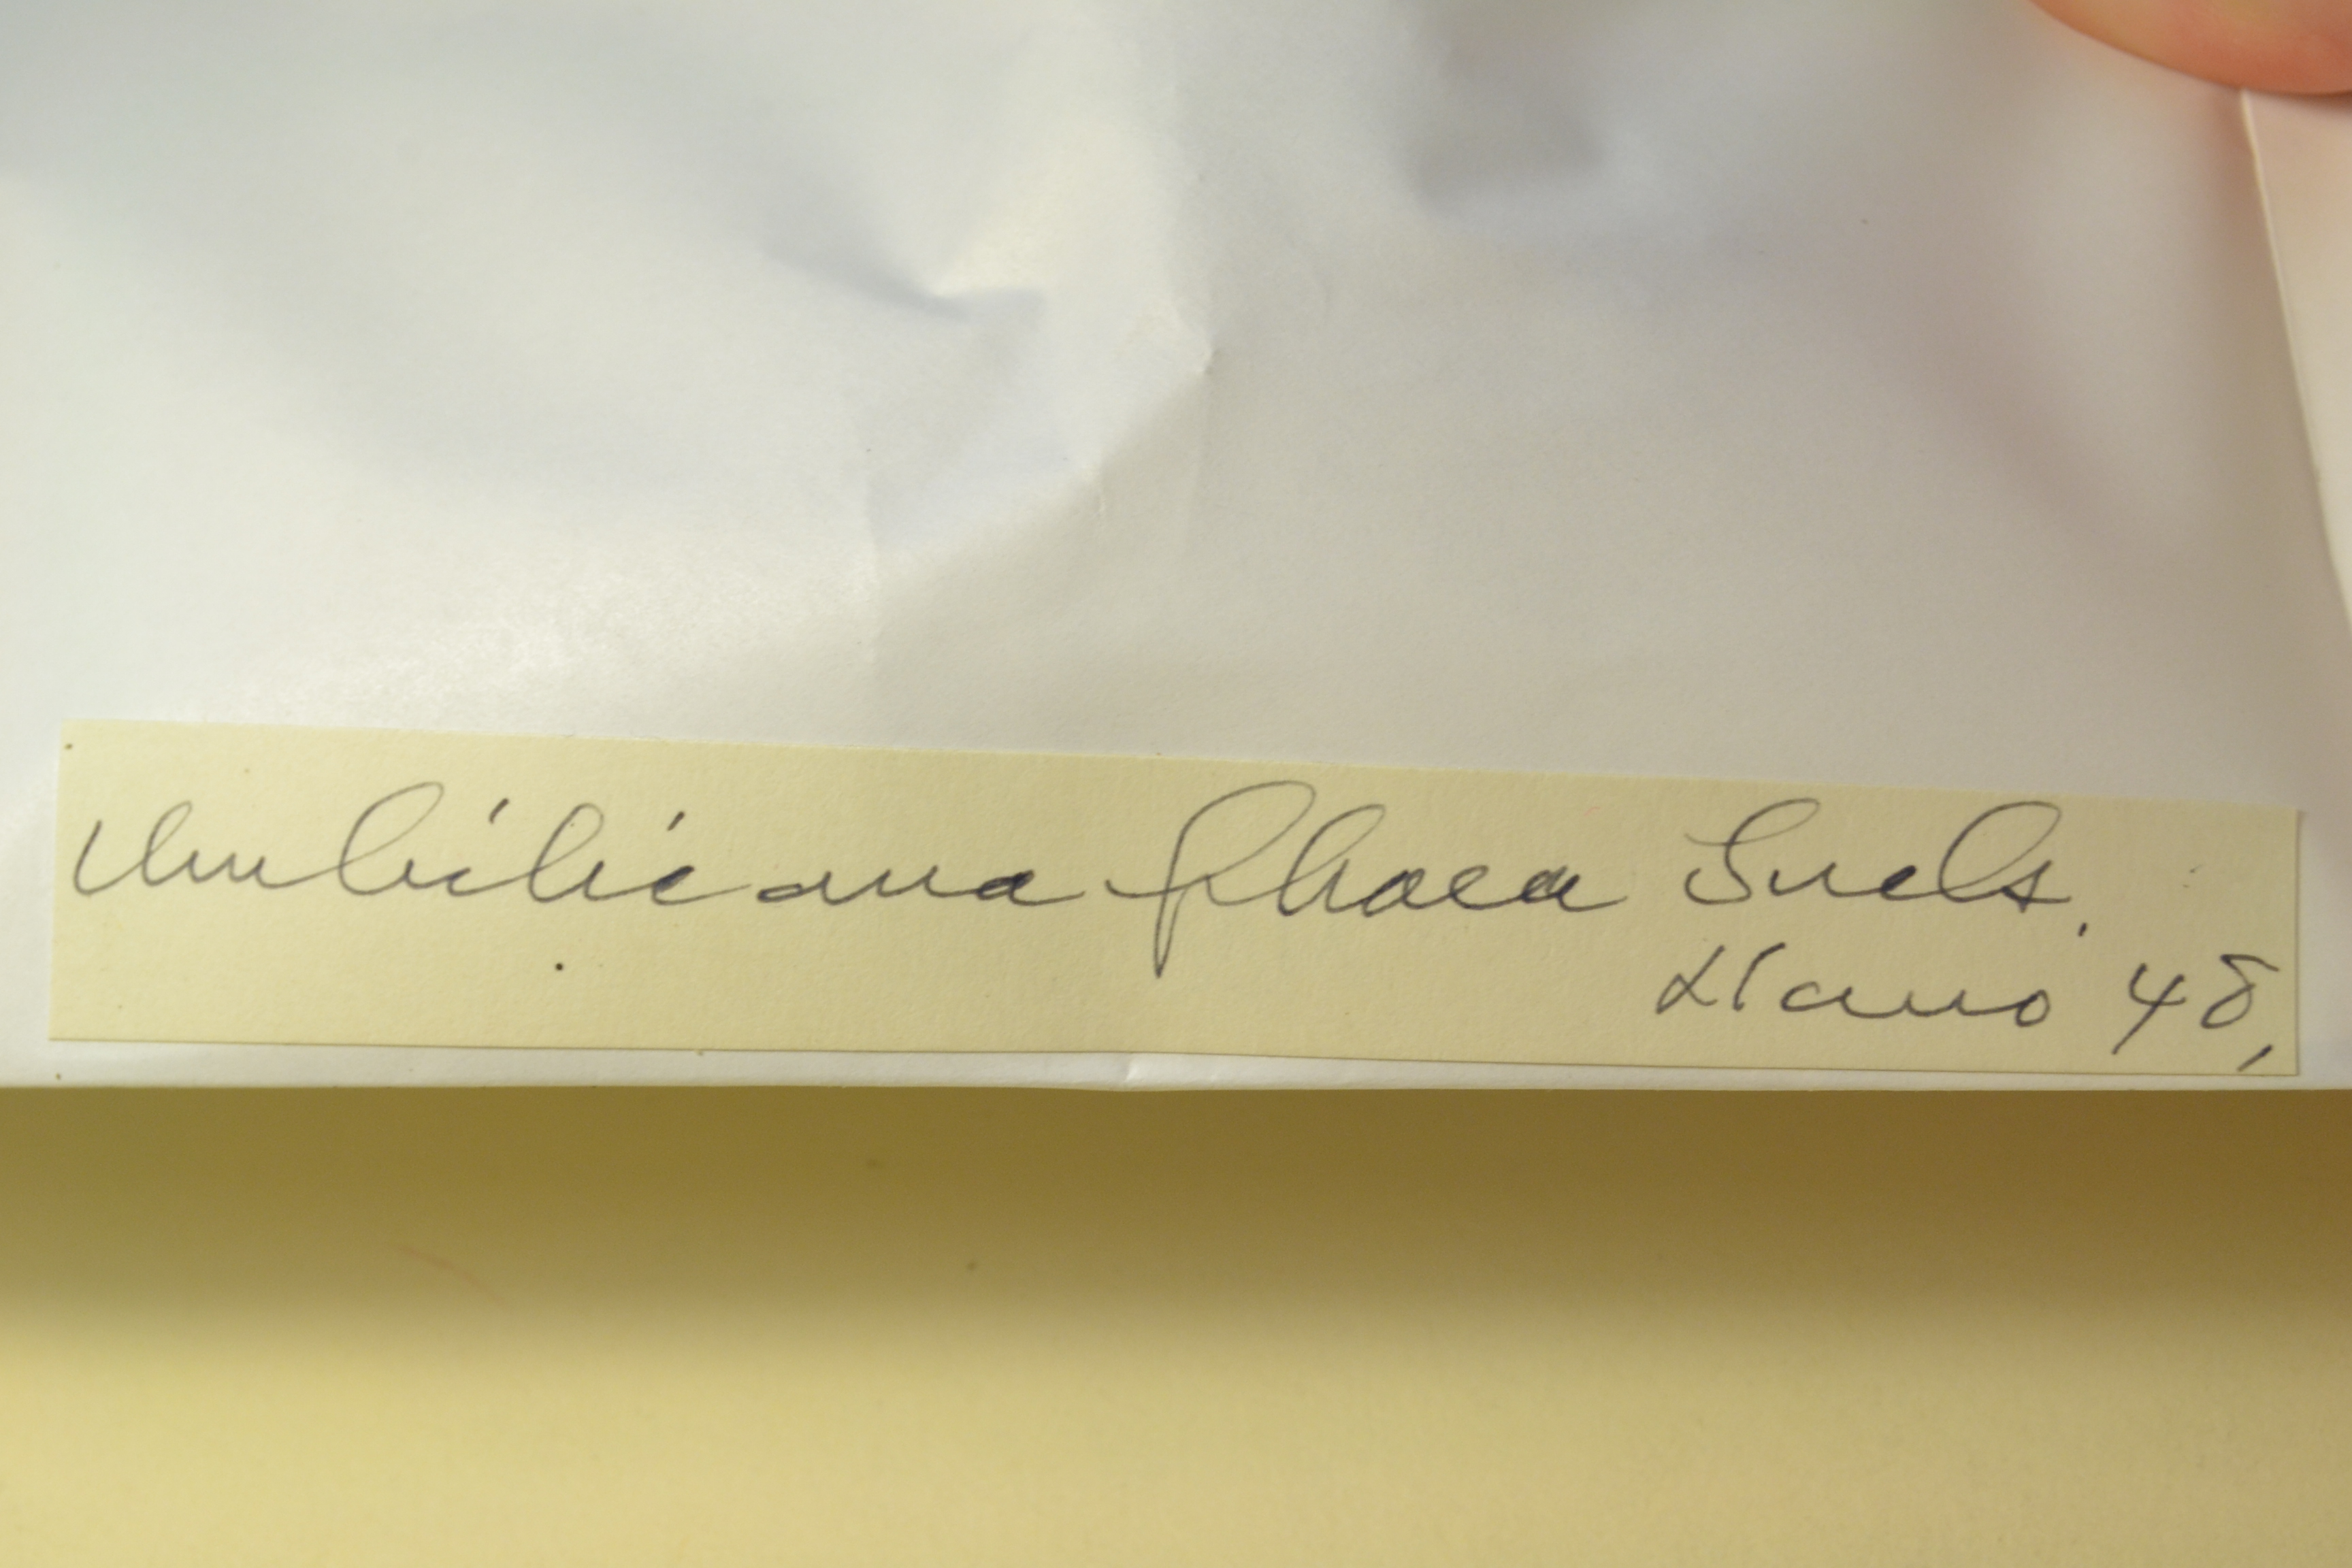 Umbilicaria phaea Tuck.
Llano 48,